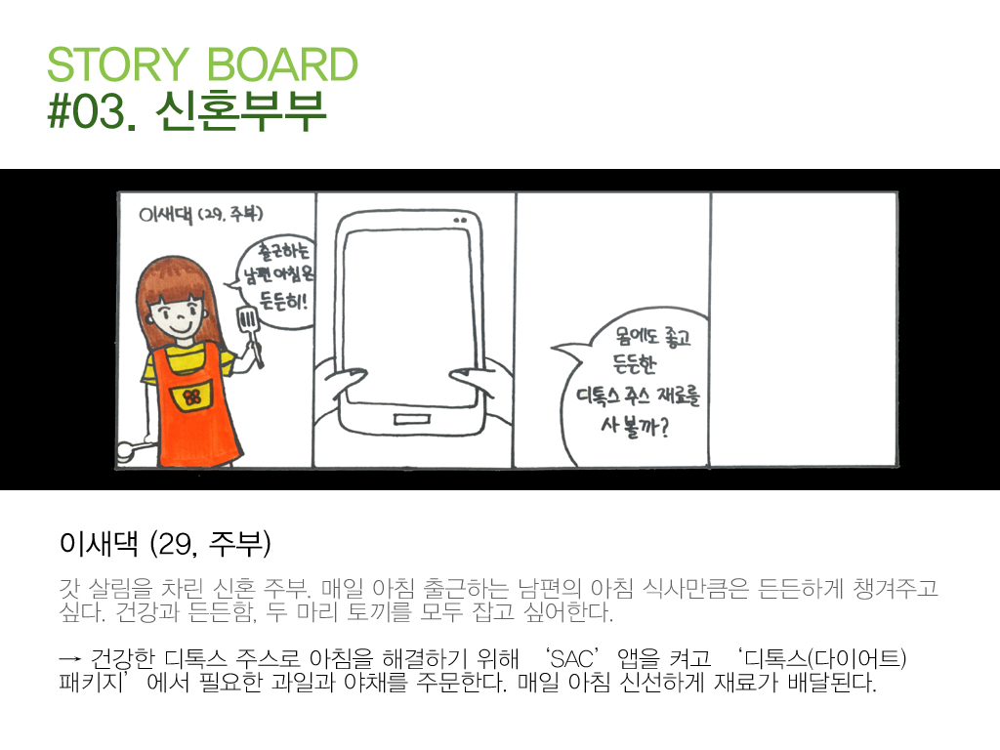 STORY BOARD
#03. 신혼부부
이새댁 (29, 주부)
출근하는
남편 아침은
든든히!
몸에도 좋고
든든한
디톡스 주스 재료를
사 볼까?
이새댁 (29, 주부)
갓 살림을 차린 신혼 주부. 매일 아침 출근하는 남편의 아침 식사만큼은 든든하게 챙겨주고
싶다. 건강과 든든함, 두 마리 토끼를 모두 잡고 싶어한다.
→ 건강한 디톡스 주스로 아침을 해결하기 위해 ‘SAC’ 앱을 켜고 ‘디톡스(다이어트)
패키지’ 에서 필요한 과일과 야채를 주문한다. 매일 아침 신선하게 재료가 배달된다.